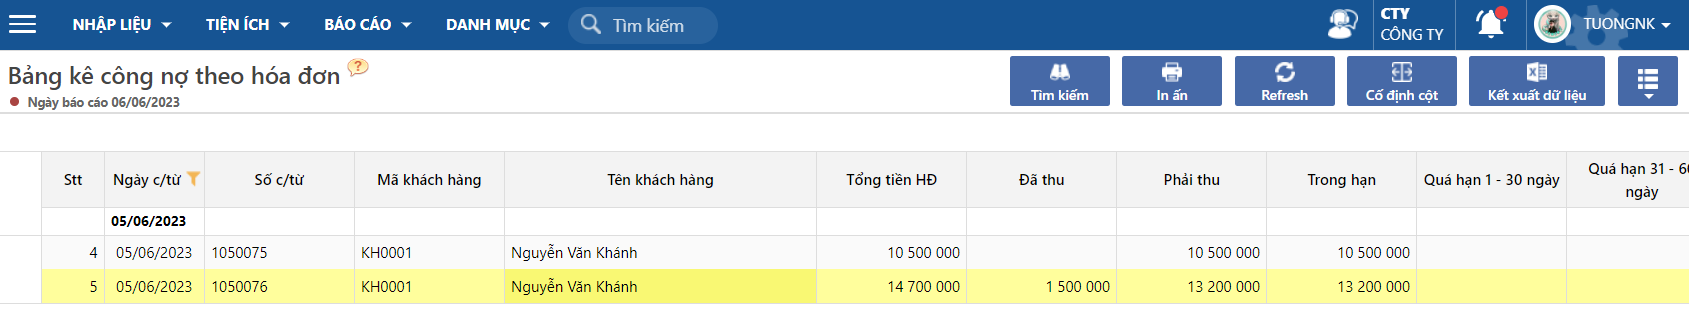 NHẬP LIỆU TIỆN ÍCH BÁO CÁO DANH MỤC Tìm kiếm CTY CÔNG TY TUONGNK
Bảng kê công nợ theo hóa đơn ?
Ngày báo cáo 06/06/2023
Tìm kiếm In ấn Refresh Cố định cột Kết xuất dữ liệu
Stt Ngày c/từ Số c/từ Mã khách hàng Tên khách hàng Tổng tiền HĐ Đã thu Phải thu Trong hạn Quá hạn 1 - 30 ngày Quá hạn 31 - 60 ngày
05/06/2023
4 05/06/2023 1050075 KH0001 Nguyễn Văn Khánh 10 500 000 10 500 000 10 500 000
5 05/06/2023 1050076 KH0001 Nguyễn Văn Khánh 14 700 000 1 500 000 13 200 000 13 200 000